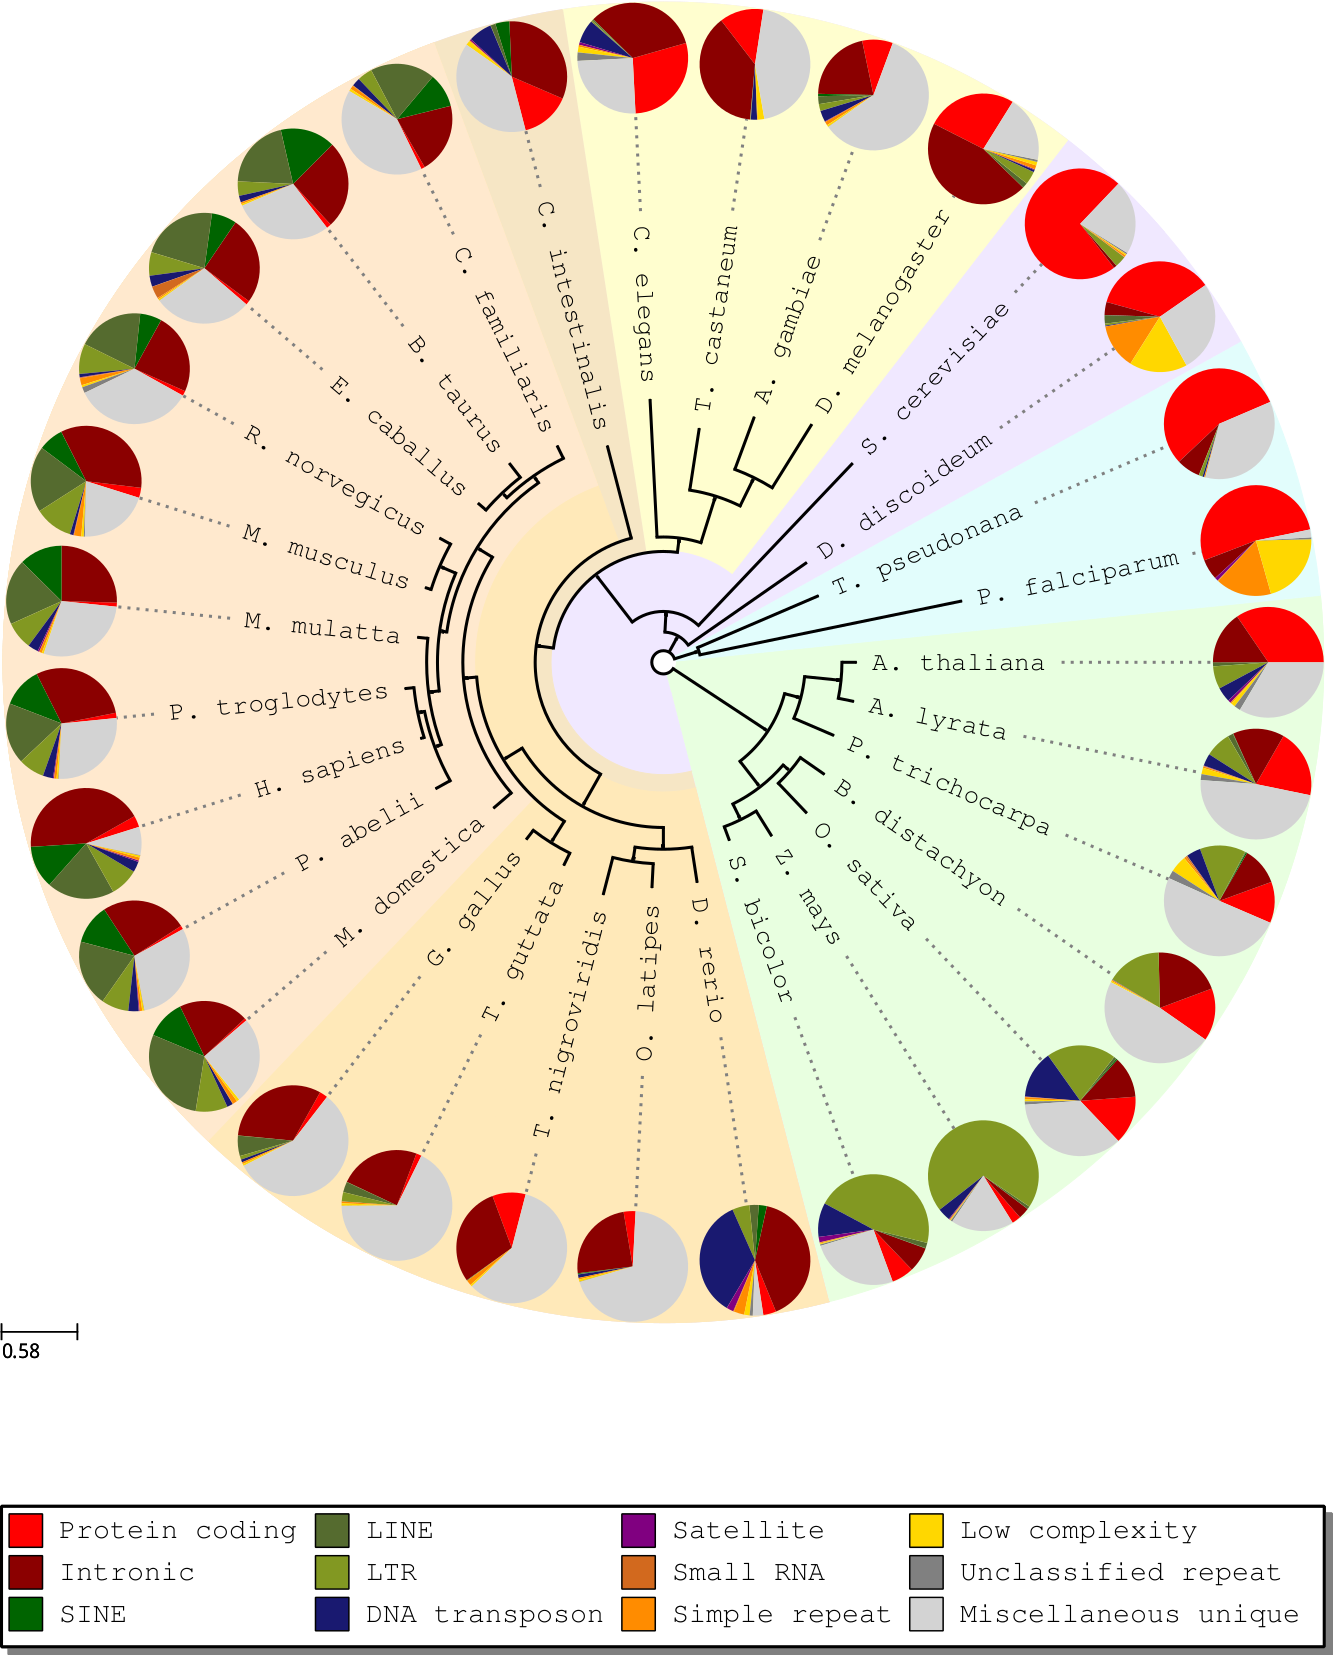 C. elegans
T. castaneum
A. gambiae
D. melanogaster
S. cerevisiae
D. discoideum
T. pseudonana
P. falciparum
A. thaliana
A. lyrata
P. trichocarpa
B. distachyon
O. sativa
Z. mays
S. bicolor
D. rerio
O. latipes
T. nigroviridis
T. guttata
G. gallus
M. domestica
P. abelii
H. sapiens
P. troglodytes
M. mulatta
M. musculus
R. norvegicus
E. caballus
B. taurus
C. familiaris
C. intestinalis
0.58
Protein coding
Intronic
SINE
LINE
LTR
DNA transposon
Satellite
Small RNA
Simple repeat
Low complexity
Unclassified repeat
Miscellaneous unique